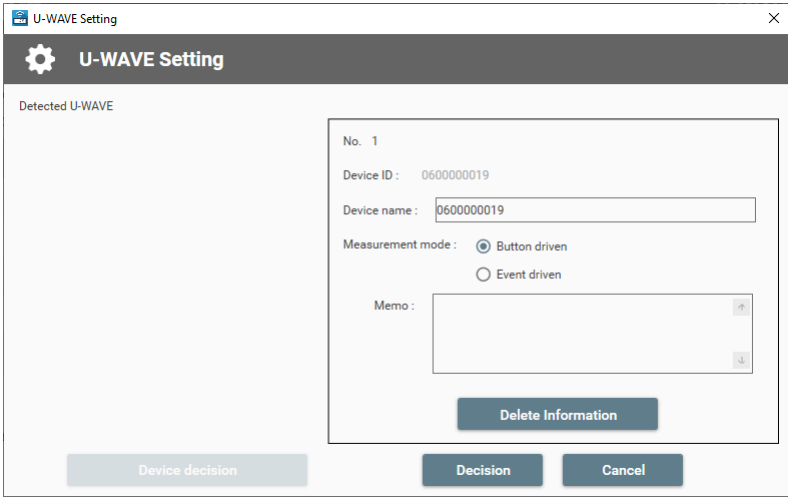 U-WAVE Setting
U-WAVE Setting
Detected U-WAVE
No. 1
Device ID : 0600000019
Device name : 0600000019
Measurement mode : Button driven
Event driven
Memo :
Delete Information
Device decision
Decision
Cancel